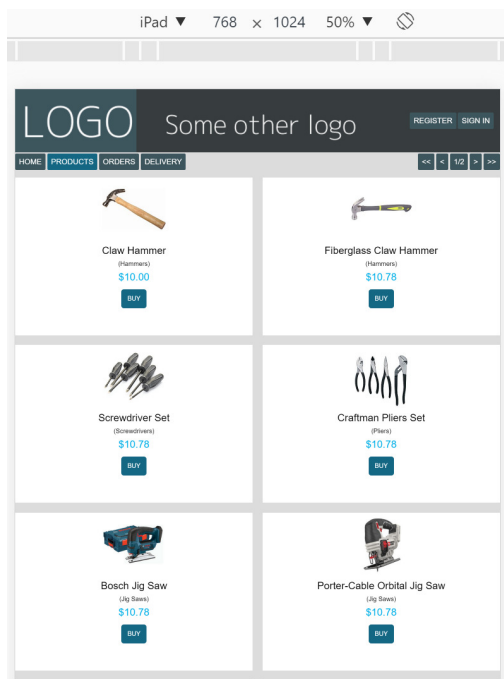 iPad ▼ 768 × 1024 50% ▼
LOGO Some other logo REGISTER SIGN IN
HOME PRODUCTS ORDERS DELIVERY << < 1/2 > >>
Claw Hammer
(Hammers)
$10.00
BUY
Fiberglass Claw Hammer
(Hammers)
$10.78
BUY
Screwdriver Set
(Screwdrivers)
$10.78
BUY
Craftman Pliers Set
(Pliers)
$10.78
BUY
Bosch Jig Saw
(Jig Saws)
$10.78
BUY
Porter-Cable Orbital Jig Saw
(Jig Saws)
$10.78
BUY